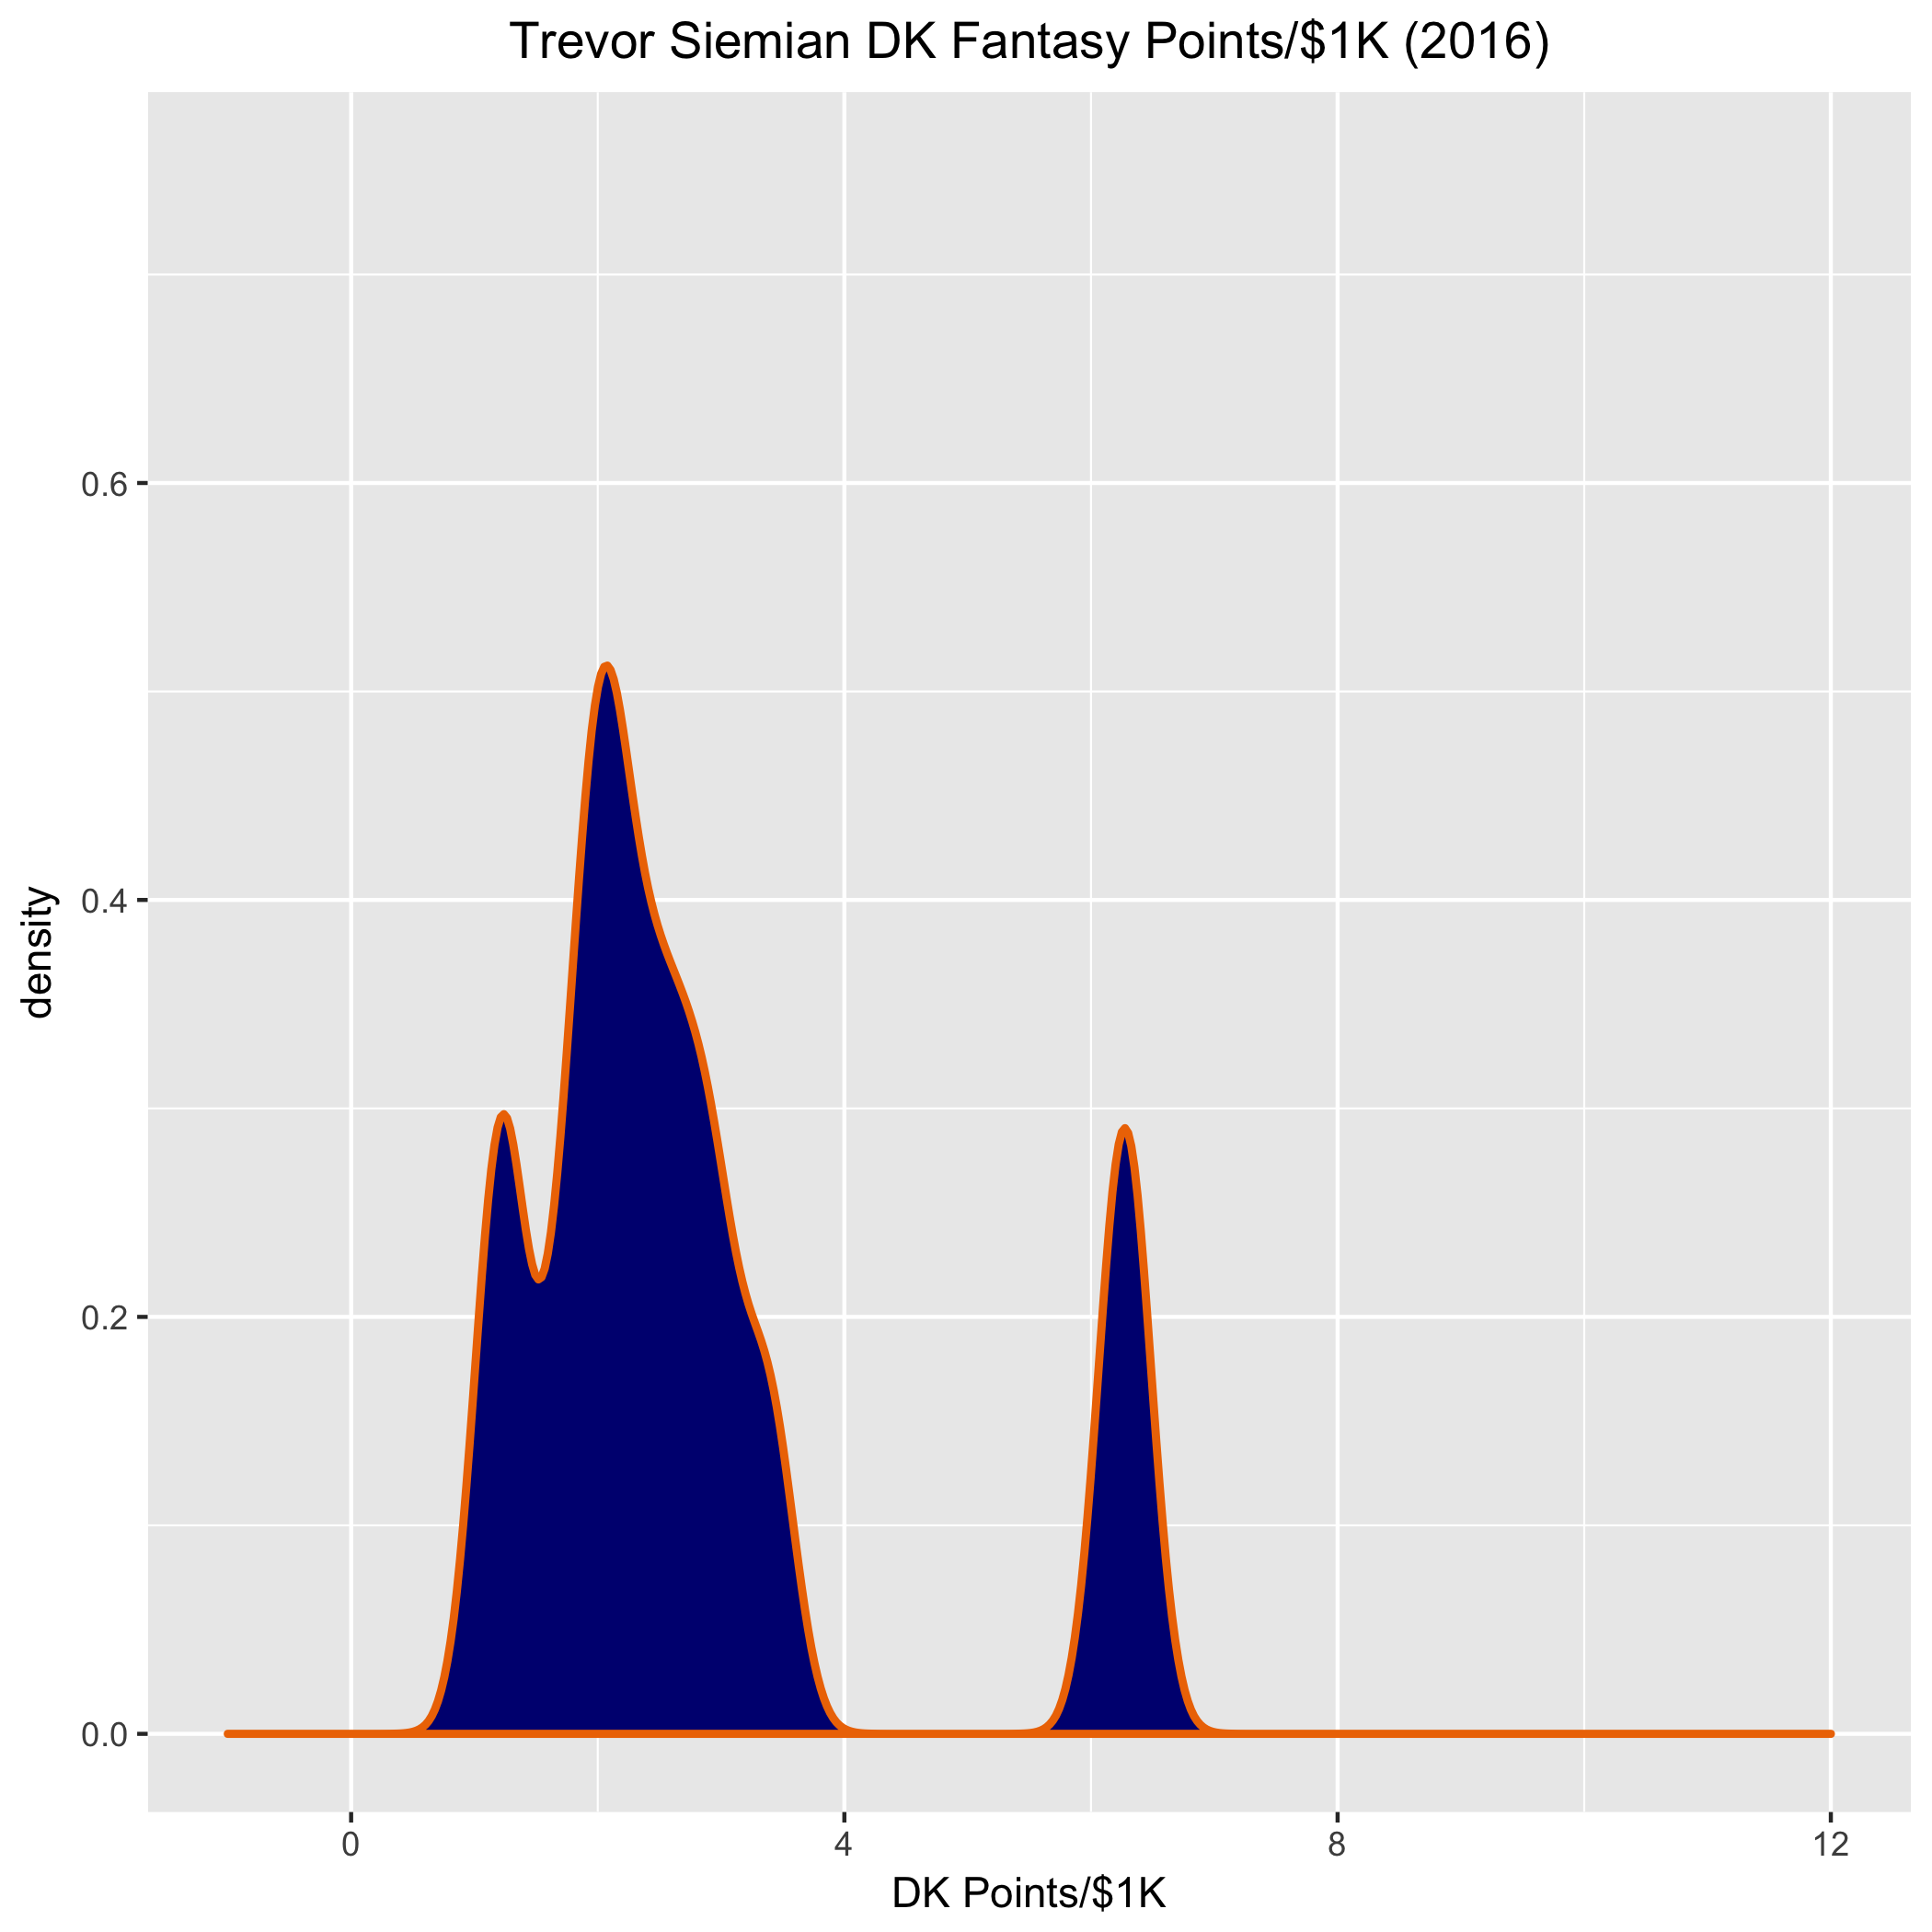 Trevor Siemian DK Fantasy Points/$1K (2016)
density
0.6
0.4
0.2
0.0
0 4 8 12
DK Points/$1K